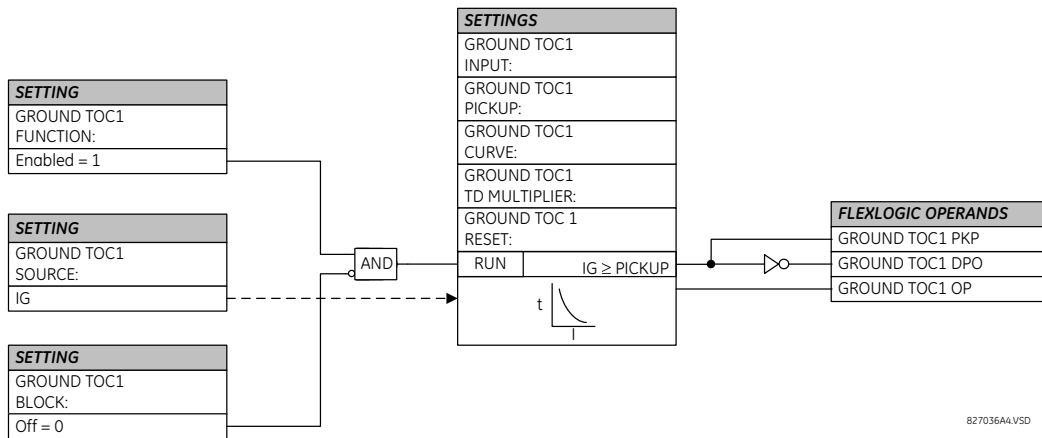 SETTING
GROUND TOC1
FUNCTION:
Enabled = 1
SETTING
GROUND TOC1
SOURCE:
IG
SETTING
GROUND TOC1
BLOCK:
Off = 0
AND
SETTINGS
GROUND TOC1
INPUT:
GROUND TOC1
PICKUP:
GROUND TOC1
CURVE:
GROUND TOC1
TD MULTIPLIER:
GROUND TOC 1
RESET:
RUN
IG ≥ PICKUP
t
I
FLEXLOGIC OPERANDS
GROUND TOC1 PKP
GROUND TOC1 DPO
GROUND TOC1 OP
827036A4.VSD